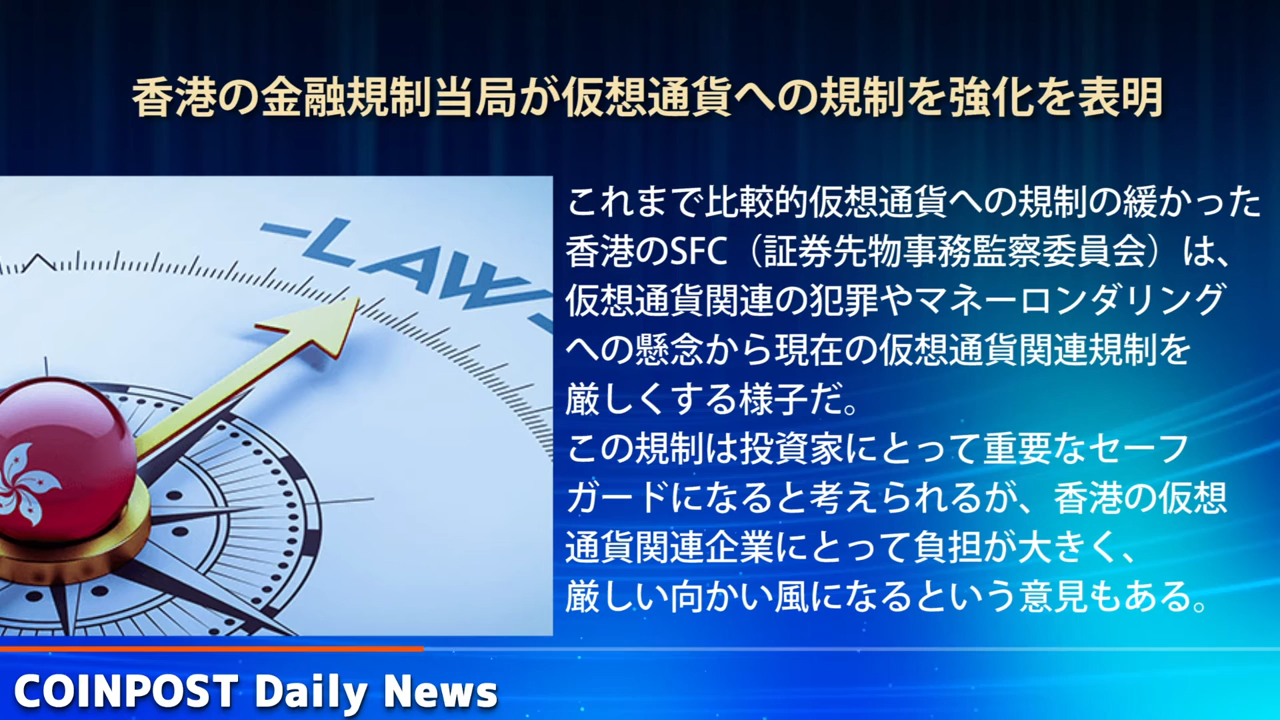 香港の金融規制当局が仮想通貨への規制を強化を表明
-LAWS
これまで比較的仮想通貨への規制の緩かった
香港のSFC（証券先物事務監察委員会）は、
仮想通貨関連の犯罪やマネーロンダリング
への懸念から現在の仮想通貨関連規制を
厳しくする様子だ。
この規制は投資家にとって重要なセーフ
ガードになると考えられるが、香港の仮想
通貨関連企業にとって負担が大きく、
厳しい向かい風になるという意見もある。
COINPOST Daily News